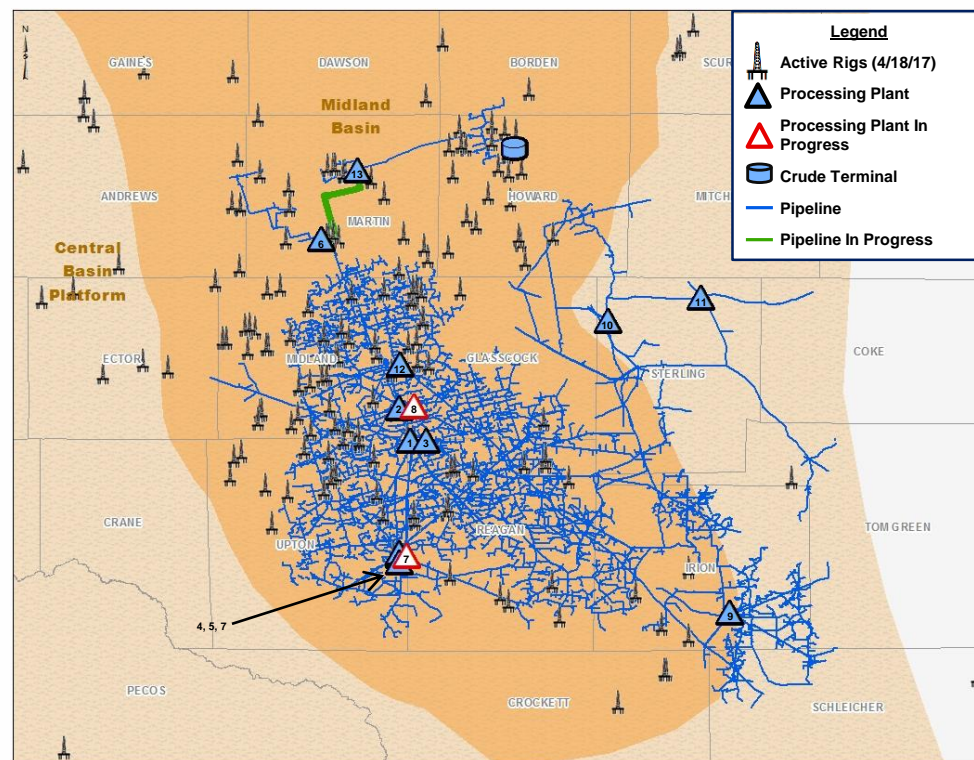 N
GAINES
DAWSON
BORDEN
SCUR
Legend
Active Rigs (4/18/17)
Processing Plant
Processing Plant In
Progress
Crude Terminal
Pipeline
Pipeline In Progress
Midland
Basin
13
ANDREWS
MARTIN
HOWARD
MITCH
6
Central
Basin
Platform
11
10
ECTOR
MIDLAND
GLASSCOCK
COKE
STERLING
12
2
8
1
3
CRANE
UPTON
REAGAN
TOM GREEN
7
IRION
4, 5, 7
9
PECOS
CROCKETT
SCHLEICHER